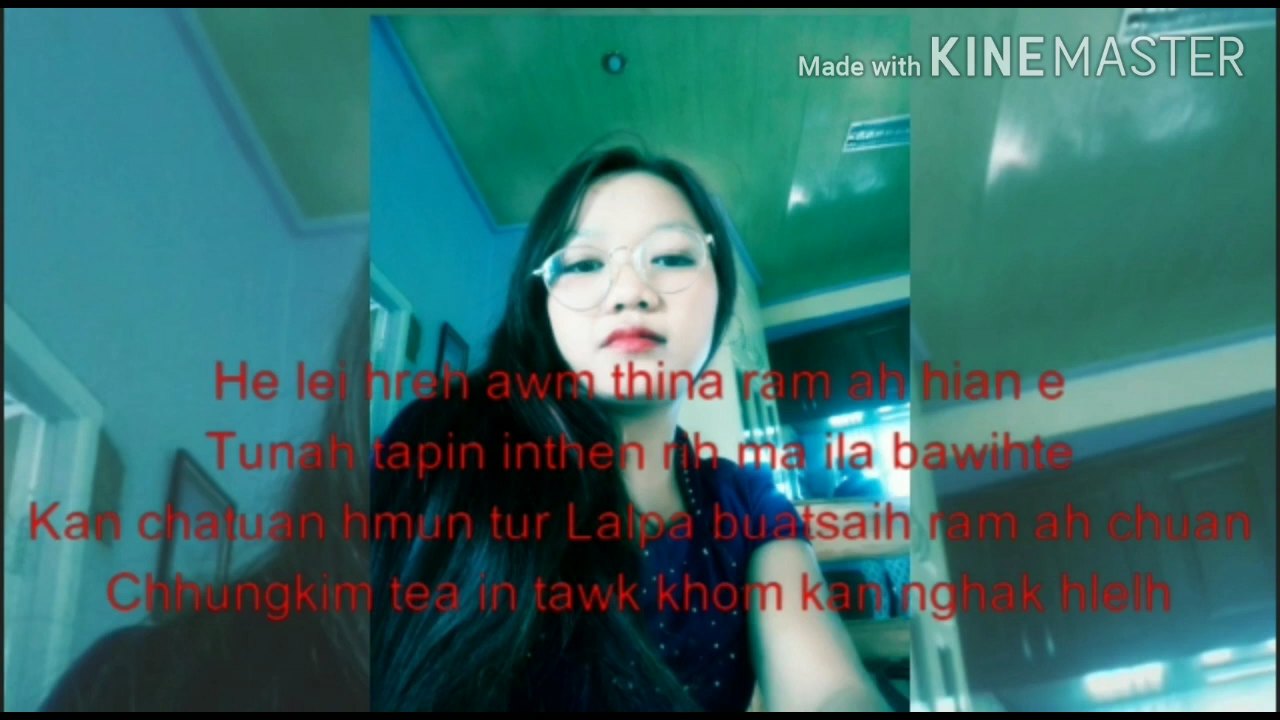 Made with KINEMASTER
He lei hreh awm thina ram ah hian e
Tunah tapin inthen rih ma ila bawihte
Kan chatuan hmun tur Lalpa buatsaih ram ah chuan
Chhungkim tea in tawk khom kan nghak hlelh